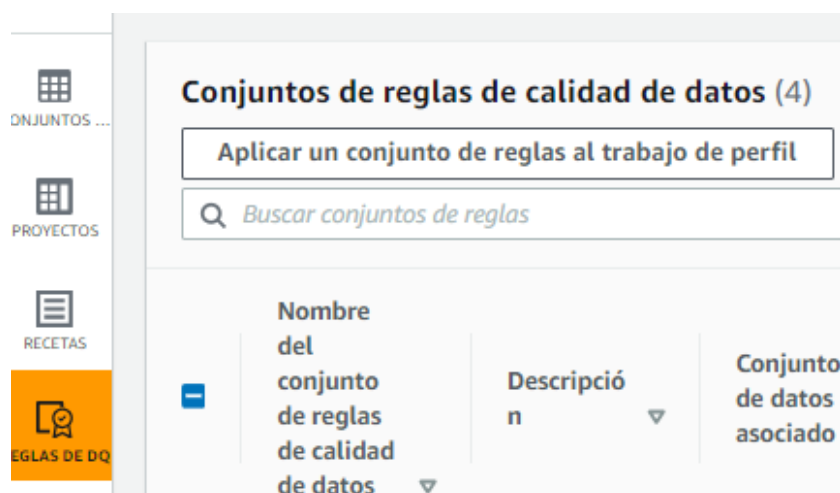 ONJUNTOS ...
PROYECTOS
RECETAS
EGLAS DE DQ
Conjuntos de reglas de calidad de datos (4)
Aplicar un conjunto de reglas al trabajo de perfil
Buscar conjuntos de reglas
Nombre
del
conjunto
de reglas
de calidad
de datos
Descripció
n
Conjunto
de datos
asociado